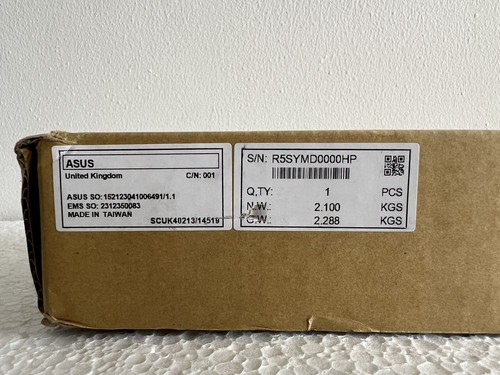 ASUS
United Kingdom C/N: 001
ASUS SO: 152123041006491/1.1
EMS SO: 2312350083
MADE IN TAIWAN
SCUK40213/14519
S/N: R5SYMD0000HP
Q.TY: 1 PCS
N.W.: 2.100 KGS
G.W.: 2.288 KGS